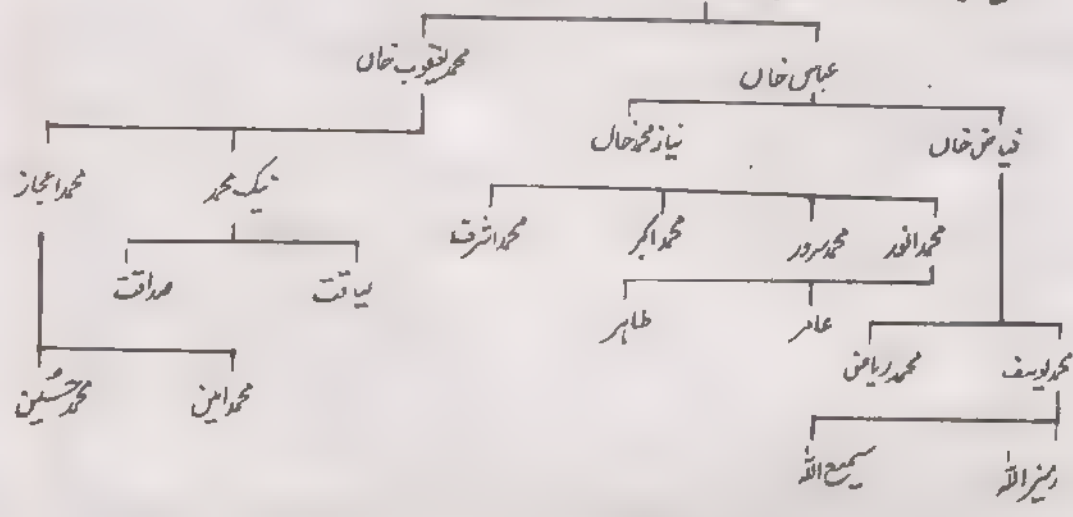 محمد یعقوب خاں
عباس خاں
نیاز محمد خاں
فیاض خاں
محمد اعجاز
نیک محمد
محمد اشرف
محمد اکبر
محمد سرور
محمد انور
صداقت
لیاقت
طاہر
عامر
محمد ریاض
محمد یوسف
محمد حسین
محمد امین
سمیع اللہ
رمیز اللہ